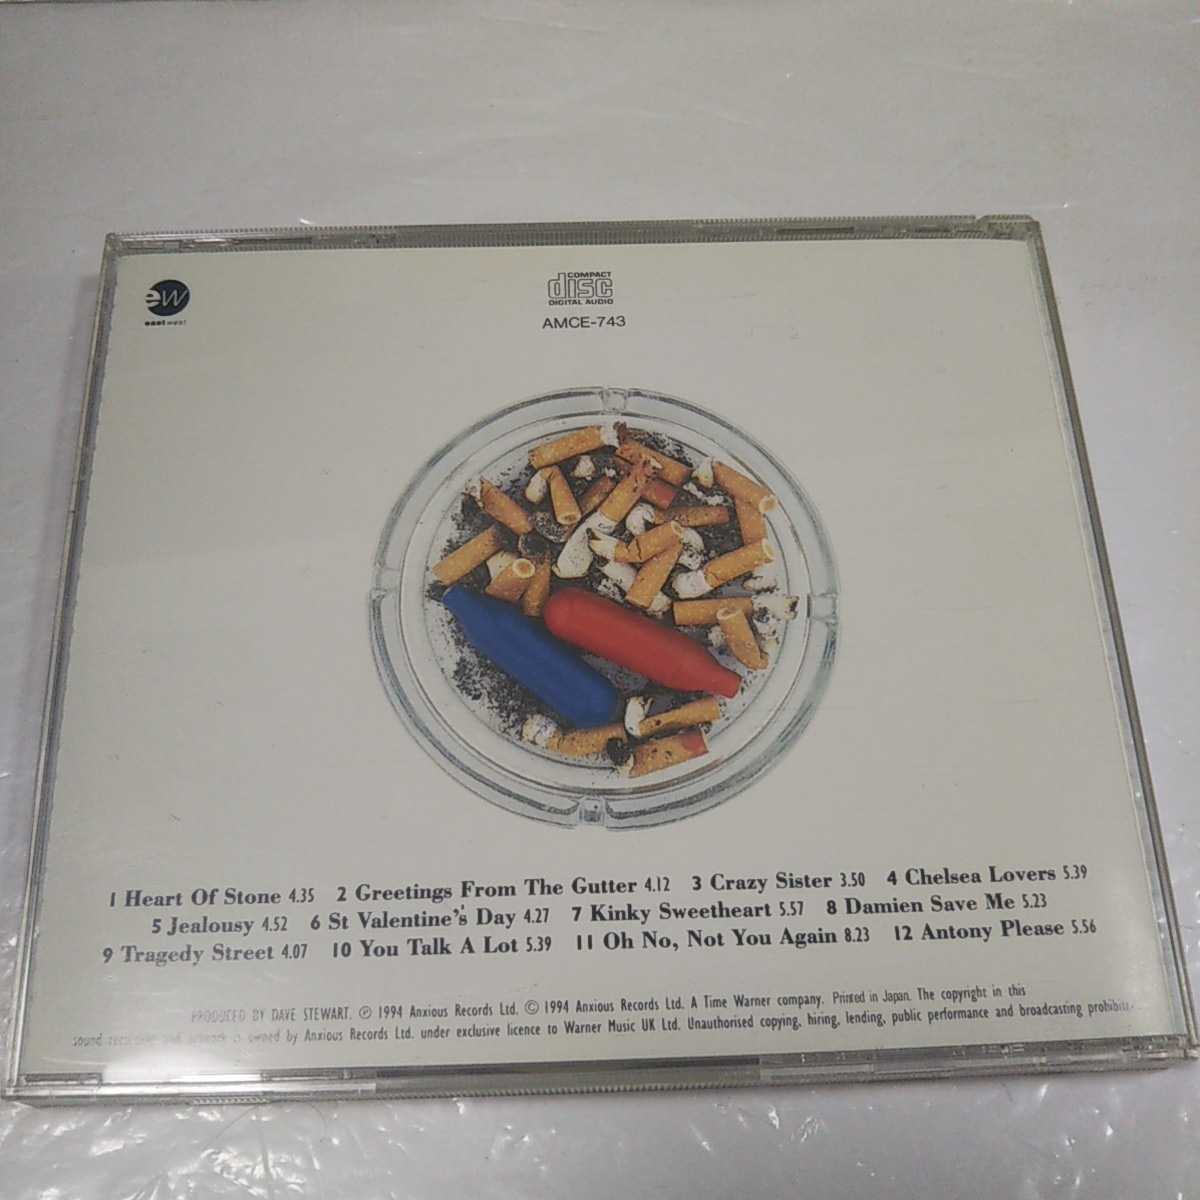 ew
eastwest
COMPACT
disc
DIGITAL AUDIO
AMCE-743
1 Heart Of Stone 4.35 2 Greetings From The Gutter 4.12 3 Crazy Sister 3.50 4 Chelsea Lovers 5.39
5 Jealousy 4.52 6 St Valentine's Day 4.27 7 Kinky Sweetheart 5.57 8 Damien Save Me 5.23
9 Tragedy Street 4.07 10 You Talk A Lot 5.39 11 Oh No, Not You Again 8.23 12 Antony Please 5.56
PRODUCED BY DAVE STEWART. ℗ 1994 Anxious Records Ltd. © 1994 Anxious Records Ltd. A Time Warner company. Printed in Japan. The copyright in this
sound recording and artwork is owned by Anxious Records Ltd. under exclusive licence to Warner Music UK Ltd. Unauthorised copying, hiring, lending, public performance and broadcasting